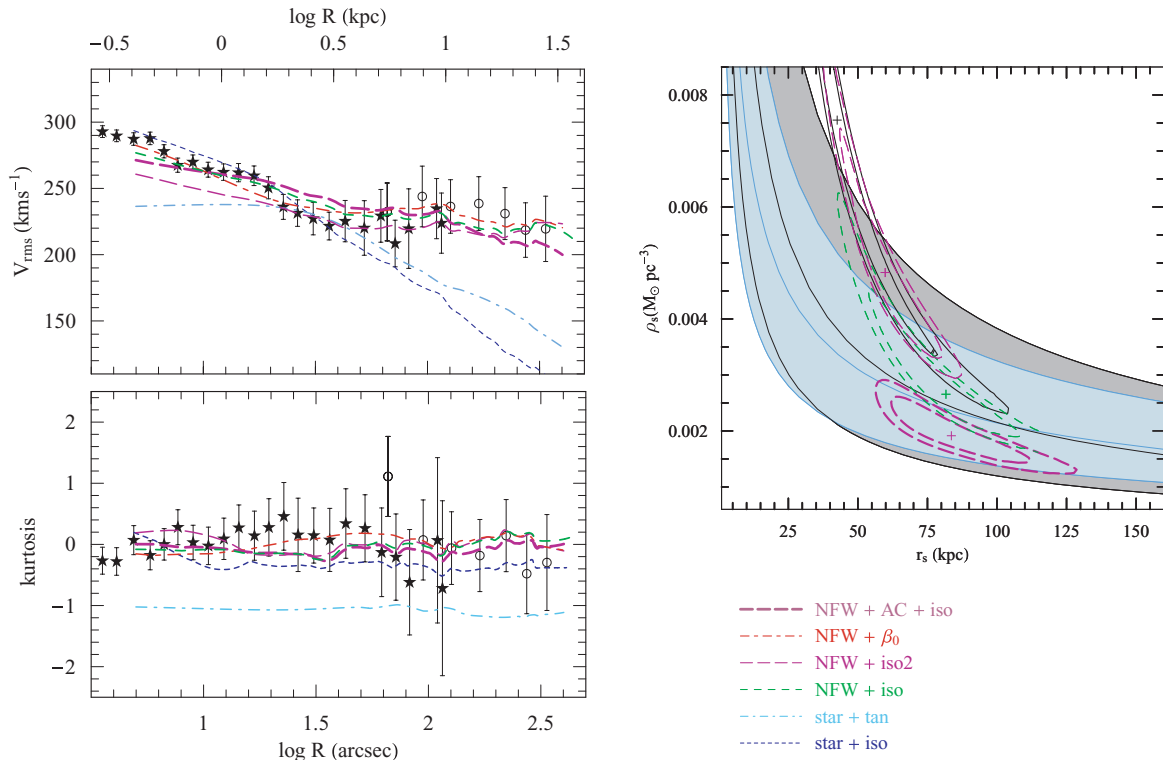 log R (kpc)
−0.5 0 0.5 1 1.5
V_rms (kms⁻¹)
300
250
200
150
kurtosis
2
1
0
−1
−2
1 1.5 2 2.5
log R (arcsec)
ρ_s(M_⊙ pc⁻³)
0.008
0.006
0.004
0.002
25 50 75 100 125 150
r_s (kpc)
NFW + AC + iso
NFW + β₀
NFW + iso2
NFW + iso
star + tan
star + iso